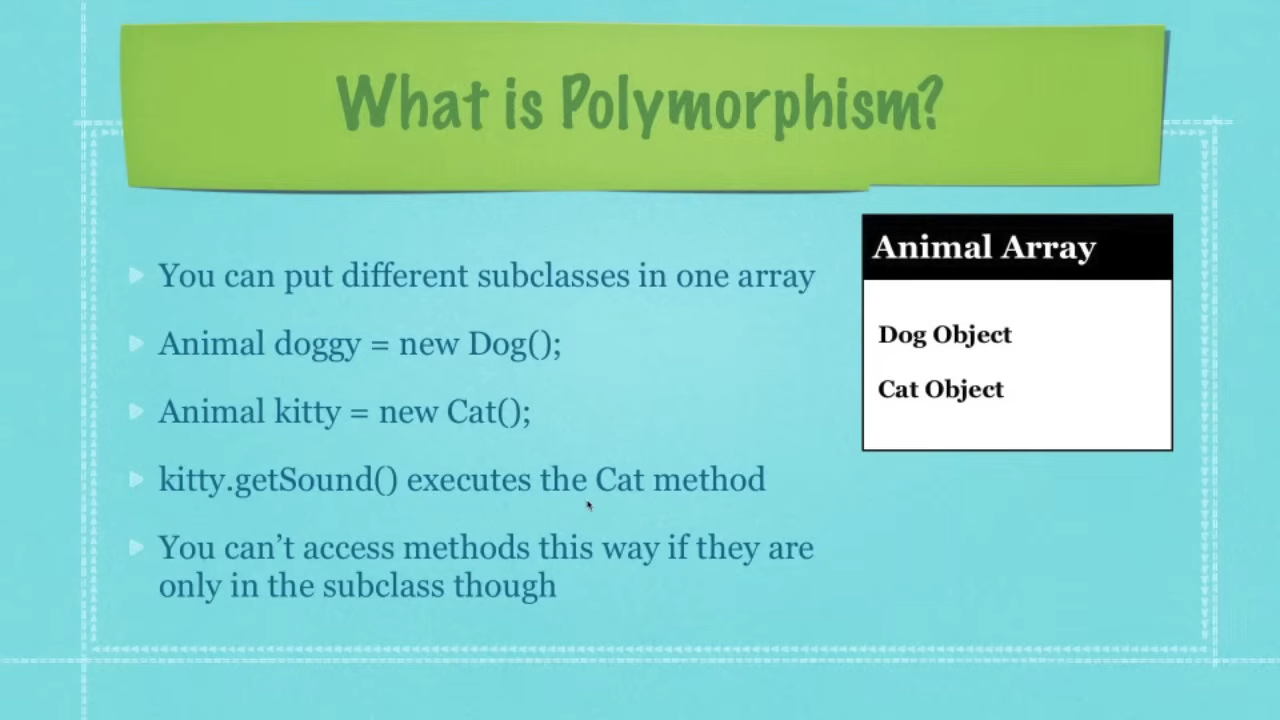 What is Polymorphism?
You can put different subclasses in one array
Animal doggy = new Dog();
Animal kitty = new Cat();
kitty.getSound() executes the Cat method
You can’t access methods this way if they are
only in the subclass though
Animal Array
Dog Object
Cat Object